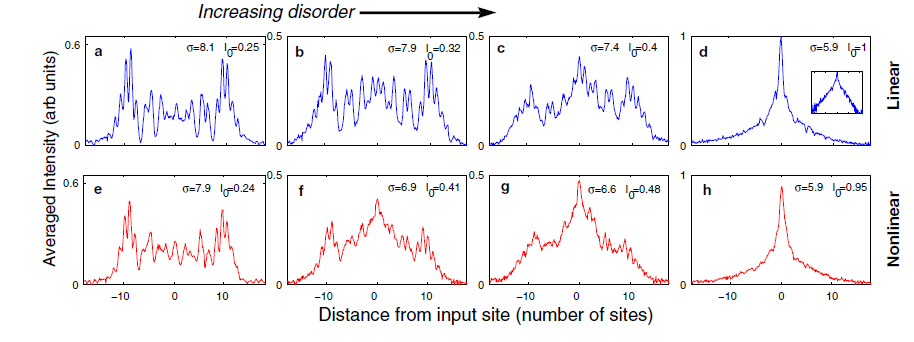 Increasing disorder
Averaged Intensity (arb units)
0.6
0
a
σ=8.1 I0=0.25
0.5
0
b
σ=7.9 I0=0.32
0.5
0
c
σ=7.4 I0=0.4
1
0
d
σ=5.9 I0=1
Linear
0.6
0
e
σ=7.9 I0=0.24
−10 0 10
0.5
0
f
σ=6.9 I0=0.41
−10 0 10
0.5
0
g
σ=6.6 I0=0.48
−10 0 10
1
0
h
σ=5.9 I0=0.95
−10 0 10
Nonlinear
Distance from input site (number of sites)